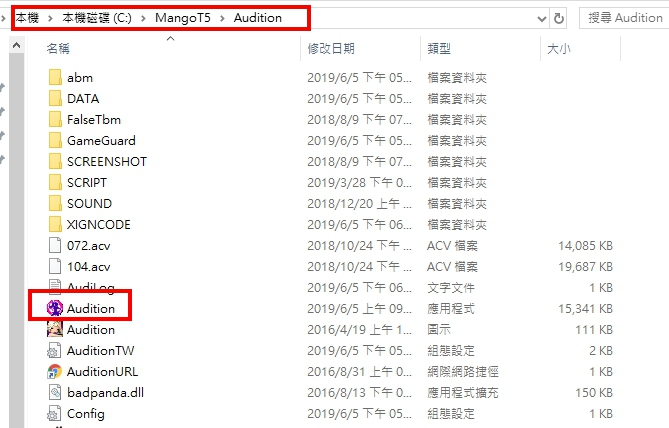 本機 > 本機磁碟 (C:) > MangoT5 > Audition 搜尋 Audition
名稱 修改日期 類型 大小
abm 2019/6/5 下午 05... 檔案資料夾
DATA 2019/6/5 下午 05... 檔案資料夾
FalseTbm 2018/8/9 下午 07... 檔案資料夾
GameGuard 2019/6/5 下午 05... 檔案資料夾
SCREENSHOT 2018/8/9 下午 07... 檔案資料夾
SCRIPT 2019/3/28 下午 0... 檔案資料夾
SOUND 2018/12/20 上午 ... 檔案資料夾
XIGNCODE 2019/6/5 下午 06... 檔案資料夾
072.acv 2018/10/24 下午 ... ACV 檔案 14,085 KB
104.acv 2018/10/24 下午 ... ACV 檔案 19,687 KB
AudiLog 2019/6/5 下午 06... 文字文件 1 KB
Audition 2019/6/5 上午 09... 應用程式 15,341 KB
Audition 2016/4/19 上午 1... 圖示 111 KB
AuditionTW 2019/6/5 下午 05... 組態設定 2 KB
AuditionURL 2016/8/31 上午 0... 網際網路捷徑 1 KB
badpanda.dll 2016/8/13 下午 0... 應用程式擴充 150 KB
Config 2019/6/5 下午 05... 組態設定 1 KB